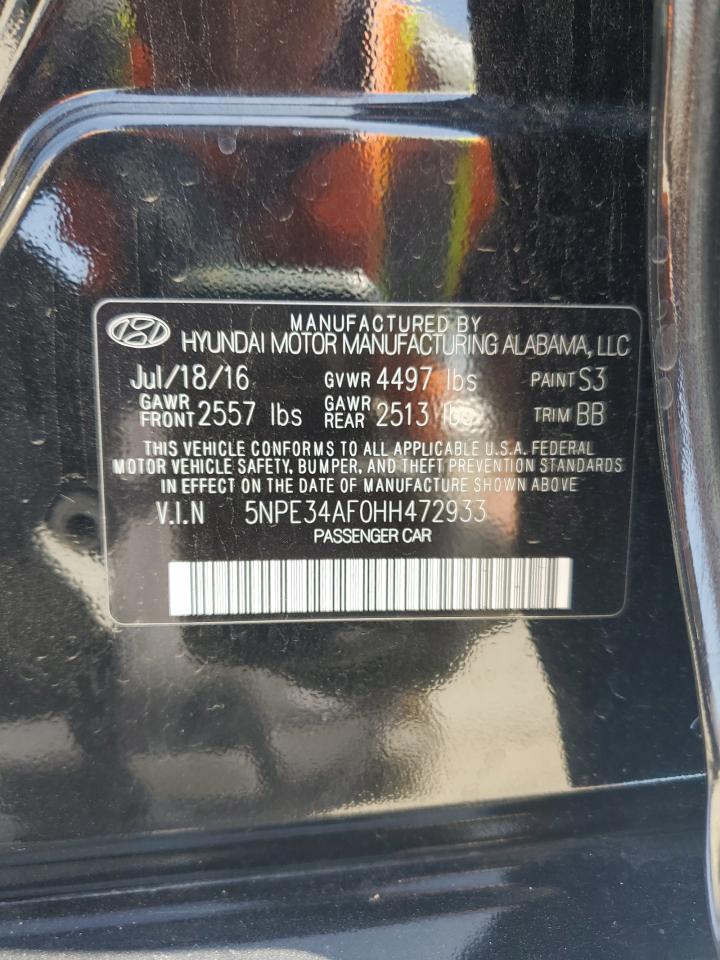 MANUFACTURED BY
HYUNDAI MOTOR MANUFACTURING ALABAMA, LLC
Jul/18/16 GVWR 4497 lbs PAINT S3
GAWR FRONT 2557 lbs GAWR REAR 2513 lbs TRIM BB
THIS VEHICLE CONFORMS TO ALL APPLICABLE U.S.A. FEDERAL
MOTOR VEHICLE SAFETY, BUMPER, AND THEFT PREVENTION STANDARDS
IN EFFECT ON THE DATE OF MANUFACTURE SHOWN ABOVE
V.I.N 5NPE34AF0HH472933
PASSENGER CAR